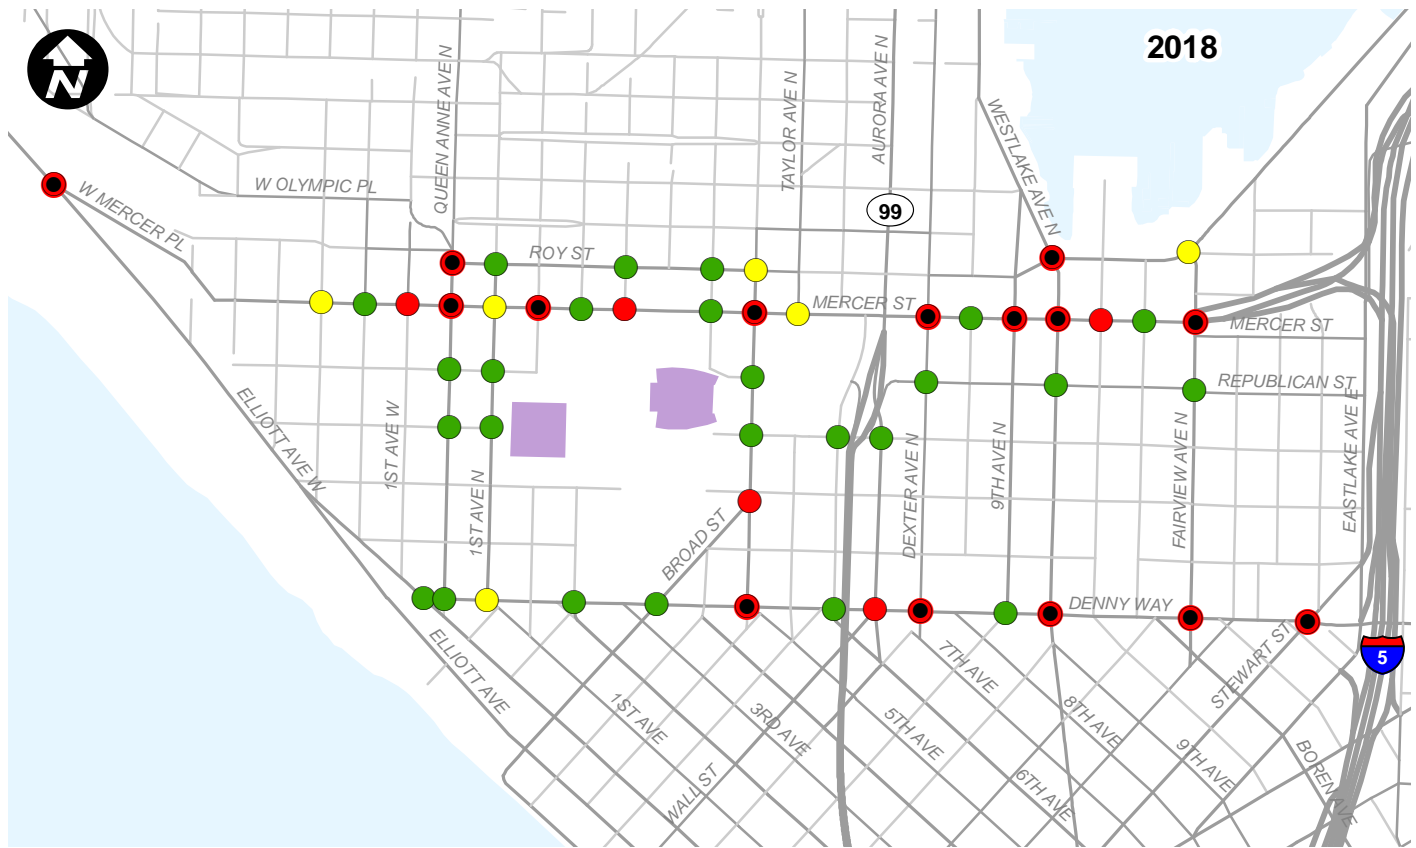 2018
N
QUEEN ANNE AVE N
TAYLOR AVE N
AURORA AVE N
WESTLAKE AVE N
W OLYMPIC PL
W MERCER PL
99
ROY ST
MERCER ST
MERCER ST
REPUBLICAN ST
ELLIOTT AVE W
1ST AVE W
1ST AVE N
BROAD ST
DEXTER AVE N
9TH AVE N
FAIRVIEW AVE N
EASTLAKE AVE E
DENNY WAY
ELLIOTT AVE
1ST AVE
3RD AVE
5TH AVE
7TH AVE
8TH AVE
STEWART ST
5
WALL ST
6TH AVE
9TH AVE
BOREN AVE